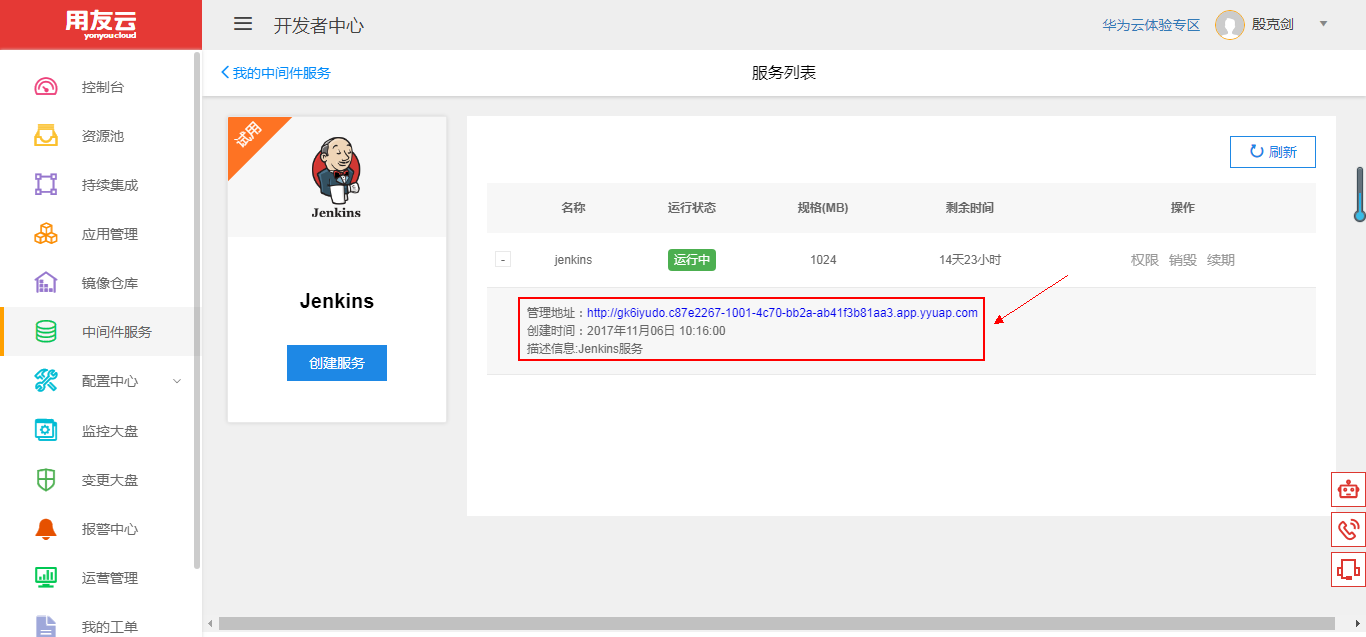 用友云
yonyoucloud
开发者中心
华为云体验专区
殷克剑
控制台
资源池
持续集成
应用管理
镜像仓库
中间件服务
配置中心
监控大盘
变更大盘
报警中心
运营管理
我的工单
我的中间件服务
服务列表
试用
Jenkins
Jenkins
创建服务
刷新
名称 运行状态 规格(MB) 剩余时间 操作
- jenkins 运行中 1024 14天23小时 权限 销毁 续期
管理地址：http://gk6iyudo.c87e2267-1001-4c70-bb2a-ab41f3b81aa3.app.yyuap.com
创建时间：2017年11月06日 10:16:00
描述信息:Jenkins服务